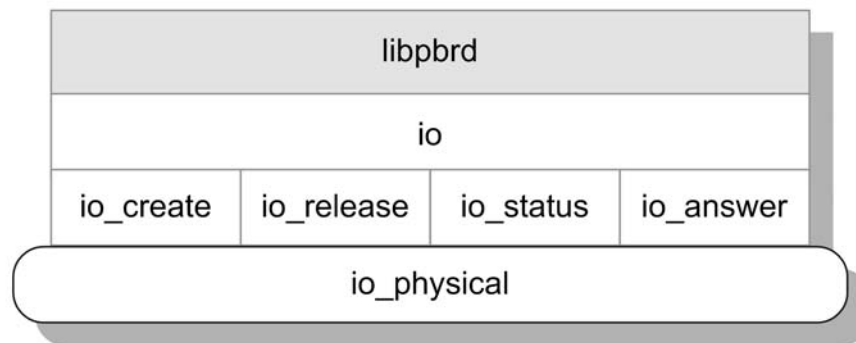 libpbrd
io
io_create io_release io_status io_answer
io_physical